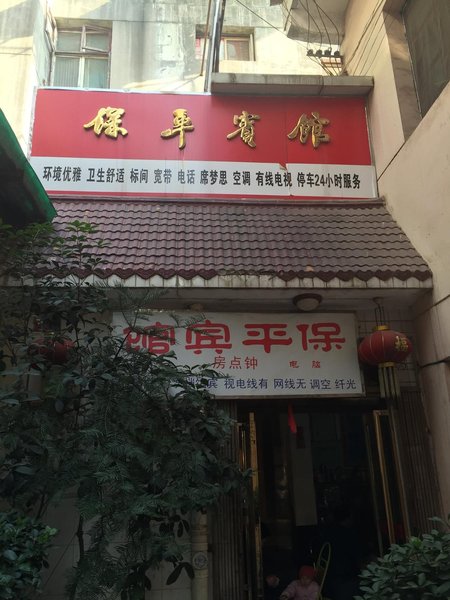 保平賓館
环境优雅 卫生舒适 标间 宽带 电话 席梦思 空调 有线电视 停车24小时服务
保平宾馆
电脑 钟点房
光纤 空调 无线网 有线电视 宾